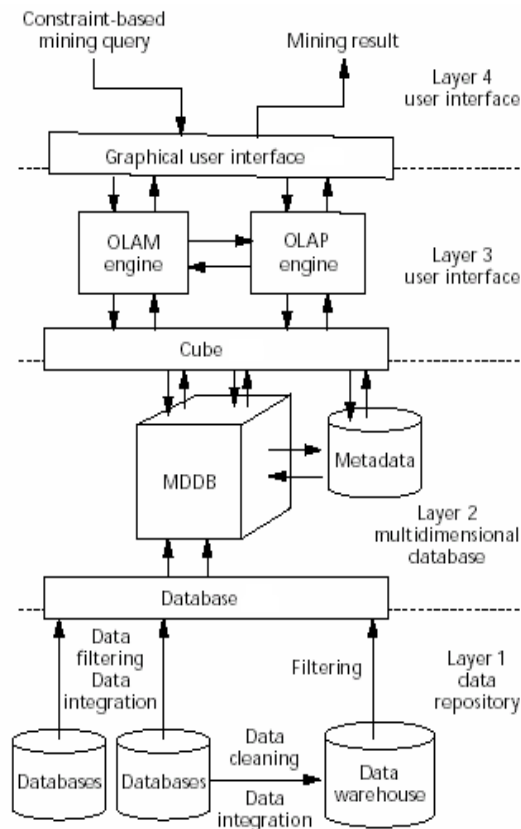 Constraint-based
mining query
Mining result
Layer 4
user interface
Graphical user interface
OLAM
engine
OLAP
engine
Layer 3
user interface
Cube
MDDB
Metadata
Layer 2
multidimensional
database
Database
Data
filtering
Data
integration
Filtering
Layer 1
data
repository
Databases
Databases
Data
cleaning
Data
integration
Data
warehouse